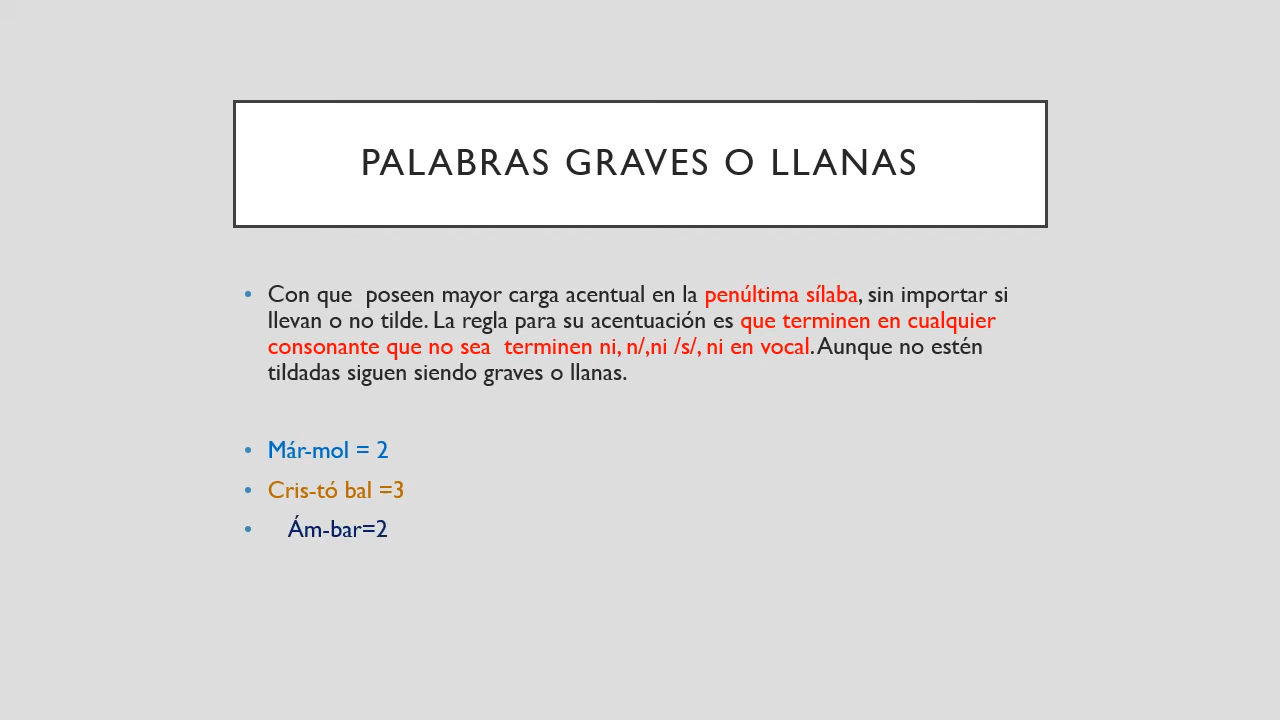 PALABRAS GRAVES O LLANAS
• Con que  poseen mayor carga acentual en la penúltima sílaba, sin importar si
llevan o no tilde. La regla para su acentuación es que terminen en cualquier
consonante que no sea  terminen ni, n/,ni /s/, ni en vocal. Aunque no estén
tildadas siguen siendo graves o llanas.
• Már-mol = 2
• Cris-tó bal =3
• Ám-bar=2